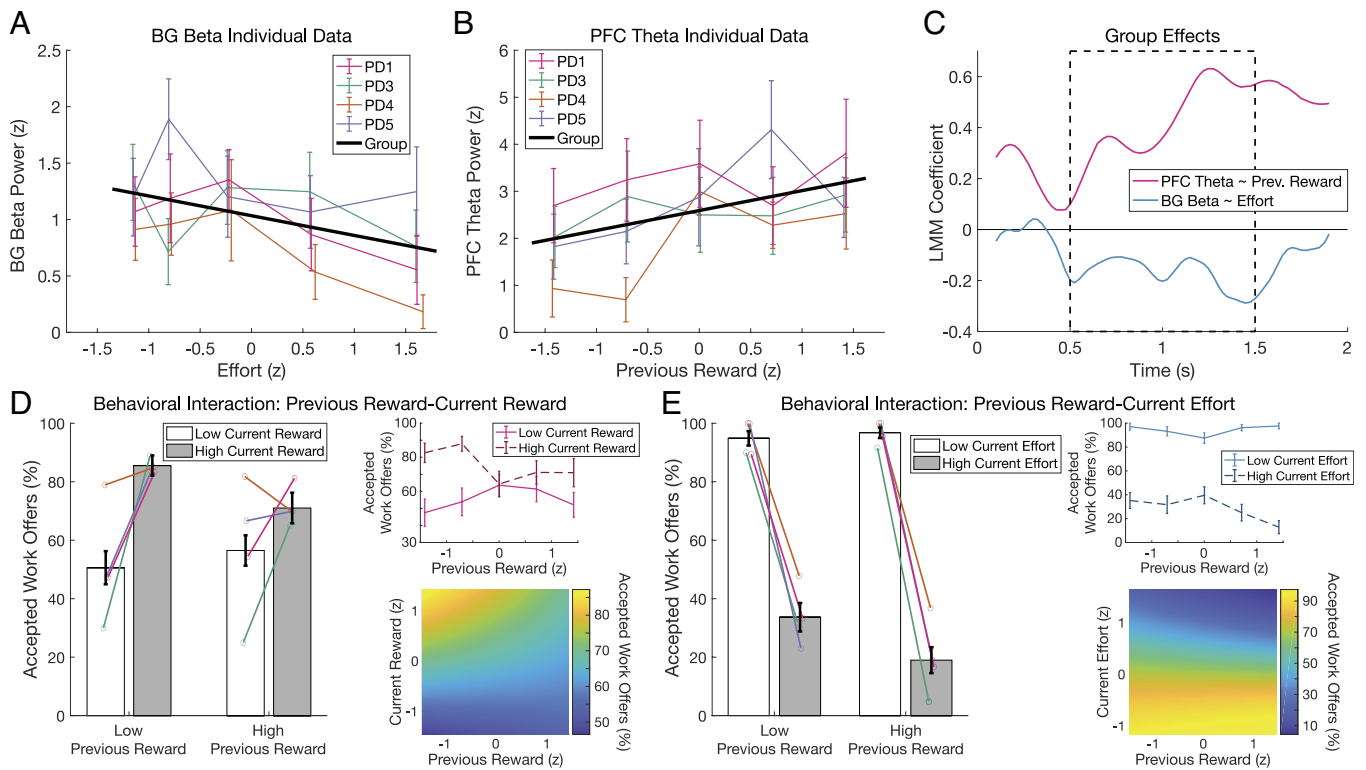 A
BG Beta Individual Data
BG Beta Power (z)
2.5
2
1.5
1
0.5
0
PD1
PD3
PD4
PD5
Group
-1.5 -1 -0.5 0 0.5 1 1.5
Effort (z)
B
PFC Theta Individual Data
PFC Theta Power (z)
6
5
4
3
2
1
0
PD1
PD3
PD4
PD5
Group
-1.5 -1 -0.5 0 0.5 1 1.5
Previous Reward (z)
C
Group Effects
LMM Coefficient
0.6
0.4
0.2
0
-0.2
-0.4
PFC Theta ~ Prev. Reward
BG Beta ~ Effort
0 0.5 1 1.5 2
Time (s)
D
Behavioral Interaction: Previous Reward-Current Reward
Accepted Work Offers (%)
100
80
60
40
20
0
Low Current Reward
High Current Reward
Low
Previous Reward
High
Previous Reward
Accepted
Work Offers (%)
90
60
30
Low Current Reward
High Current Reward
-1 0 1
Previous Reward (z)
Current Reward (z)
1
0
-1
-1 0 1
Previous Reward (z)
80
70
60
50
Accepted Work Offers (%)
E
Behavioral Interaction: Previous Reward-Current Effort
Accepted Work Offers (%)
100
80
60
40
20
0
Low Current Effort
High Current Effort
Low
Previous Reward
High
Previous Reward
Accepted
Work Offers (%)
100
80
60
40
20
0
Low Current Effort
High Current Effort
-1 0 1
Previous Reward (z)
Current Effort (z)
1
0
-1
-1 0 1
Previous Reward (z)
90
70
50
30
10
Accepted Work Offers (%)